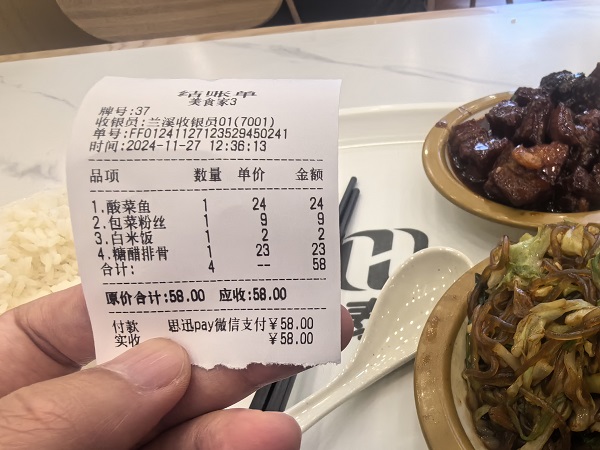 结账单
美食家3
牌号:37
收银员:兰溪收银员01(7001)
单号:FF01241127123529450241
时间:2024-11-27 12:36:13
品项 数量 单价 金额
1.酸菜鱼 1 24 24
2.包菜粉丝 1 9 9
3.白米饭 1 2 2
4.糖醋排骨 1 23 23
合计: 4 -- 58
原价合计:58.00 应收:58.00
付款 思迅pay微信支付¥58.00
实收 ¥58.00